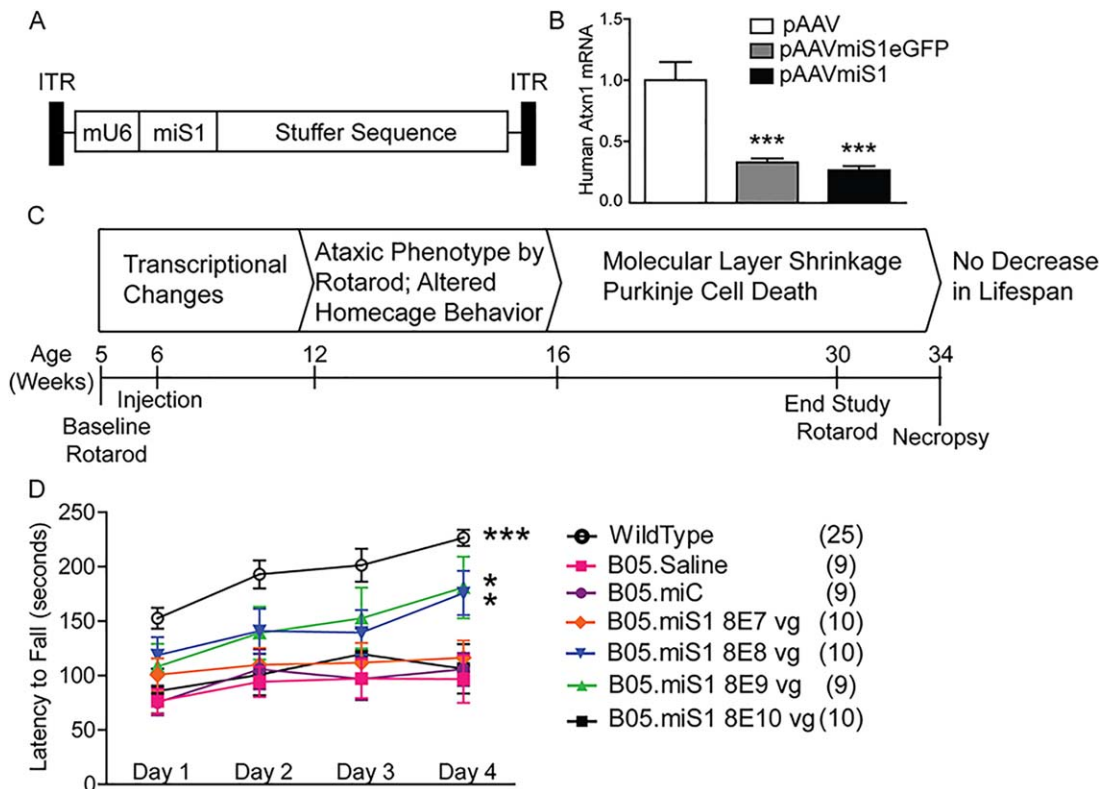 A
ITR
ITR
mU6
miS1
Stuffer Sequence
B
Human Atxn1 mRNA
1.5
1.0
0.5
0.0
pAAV
pAAVmiS1eGFP
pAAVmiS1
***
***
C
Transcriptional
Changes
Ataxic Phenotype by
Rotarod; Altered
Homecage Behavior
Molecular Layer Shrinkage
Purkinje Cell Death
No Decrease
in Lifespan
Age
(Weeks)
5
6
12
16
30
34
Injection
Baseline
Rotarod
End Study
Rotarod
Necropsy
D
Latency to Fall (seconds)
250
200
150
100
50
0
Day 1
Day 2
Day 3
Day 4
***
*
*
WildType (25)
B05.Saline (9)
B05.miC (9)
B05.miS1 8E7 vg (10)
B05.miS1 8E8 vg (10)
B05.miS1 8E9 vg (9)
B05.miS1 8E10 vg (10)